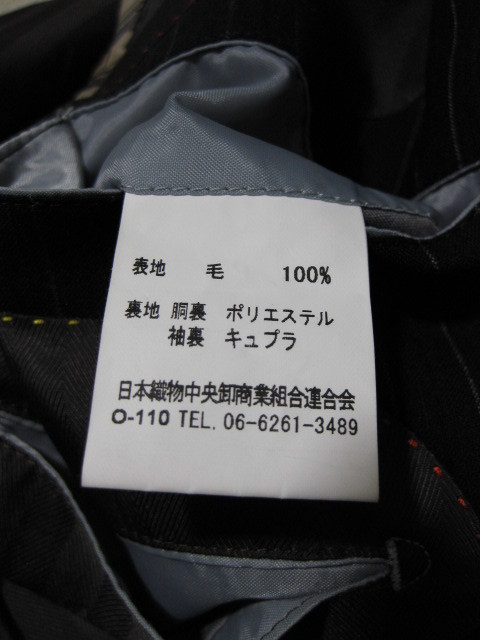 表地 毛 100%
裏地 胴裏 ポリエステル
袖裏 キュプラ
日本織物中央卸商業組合連合会
O-110 TEL. 06-6261-3489